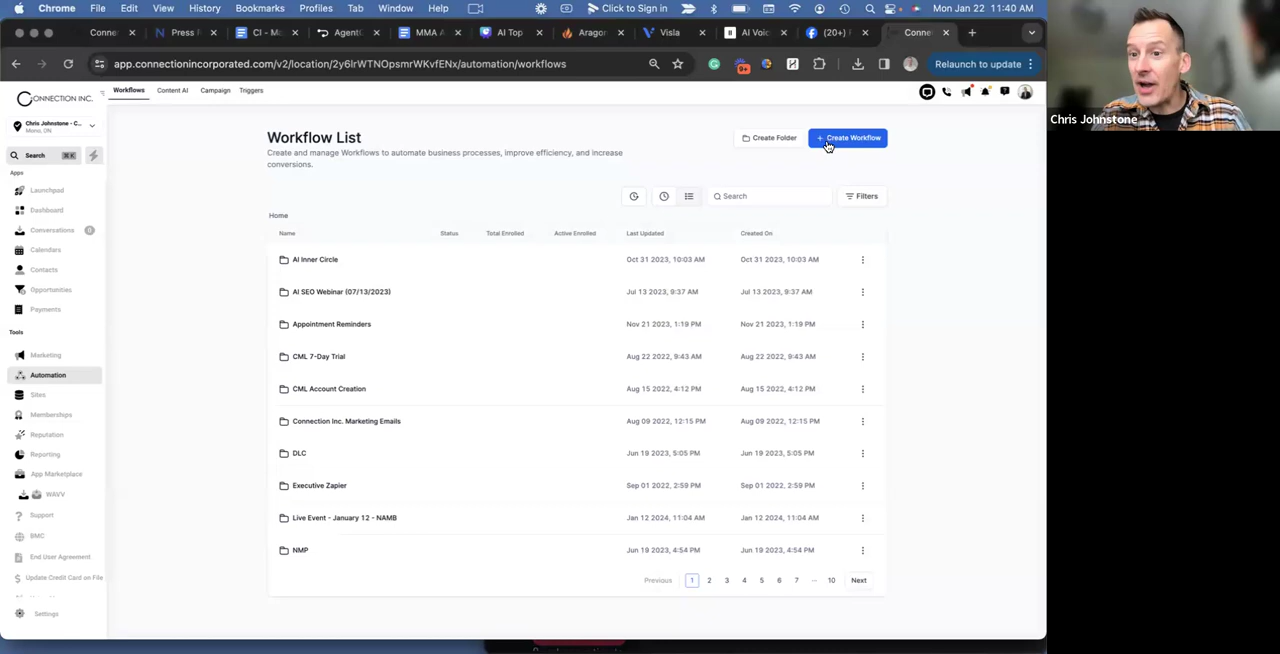 Chrome File Edit View History Bookmarks Profiles Tab Window Help Click to Sign in Mon Jan 22 11:40 AM
Conne Press R CI - M AgentG MMA A AI Top Aragon Visla AI Voic (20+) F Conne
app.connectionincorporated.com/v2/location/2y6lrWTNOpsmrWKvfENx/automation/workflows 9+ Relaunch to update
CONNECTION INC.
Workflows Content AI Campaign Triggers
Chris Johnstone - C...
Mono, ON
Search ⌘K
Apps
Launchpad
Dashboard
Conversations 0
Calendars
Contacts
Opportunities
Payments
Tools
Marketing
Automation
Sites
Memberships
Reputation
Reporting
App Marketplace
WAVV
Support
BMC
End User Agreement
Update Credit Card on File
Settings
Workflow List
Create and manage Workflows to automate business processes, improve efficiency, and increase
conversions.
Create Folder + Create Workflow
Search Filters
Home
Name Status Total Enrolled Active Enrolled Last Updated Created On
AI Inner Circle Oct 31 2023, 10:03 AM Oct 31 2023, 10:03 AM
AI SEO Webinar (07/13/2023) Jul 13 2023, 9:37 AM Jul 13 2023, 9:37 AM
Appointment Reminders Nov 21 2023, 1:19 PM Nov 21 2023, 1:19 PM
CML 7-Day Trial Aug 22 2022, 9:43 AM Aug 22 2022, 9:43 AM
CML Account Creation Aug 15 2022, 4:12 PM Aug 15 2022, 4:12 PM
Connection Inc. Marketing Emails Aug 09 2022, 12:15 PM Aug 09 2022, 12:15 PM
DLC Jun 19 2023, 5:05 PM Jun 19 2023, 5:05 PM
Executive Zapier Sep 01 2022, 2:59 PM Sep 01 2022, 2:59 PM
Live Event - January 12 - NAMB Jan 12 2024, 11:04 AM Jan 12 2024, 11:04 AM
NMP Jun 19 2023, 4:54 PM Jun 19 2023, 4:54 PM
Previous 1 2 3 4 5 6 7 ... 10 Next
Chris Johnstone